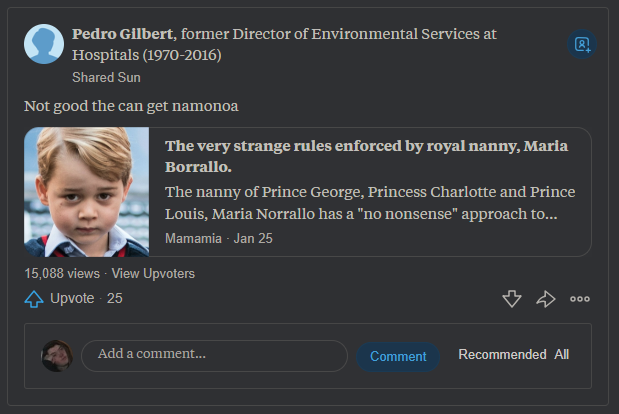 Pedro Gilbert, former Director of Environmental Services at
Hospitals (1970-2016)
Shared Sun
Not good the can get namonoa
The very strange rules enforced by royal nanny, Maria
Borrallo.
The nanny of Prince George, Princess Charlotte and Prince
Louis, Maria Norrallo has a "no nonsense" approach to...
Mamamia · Jan 25
15,088 views · View Upvoters
Upvote · 25
Add a comment...
Comment
Recommended All